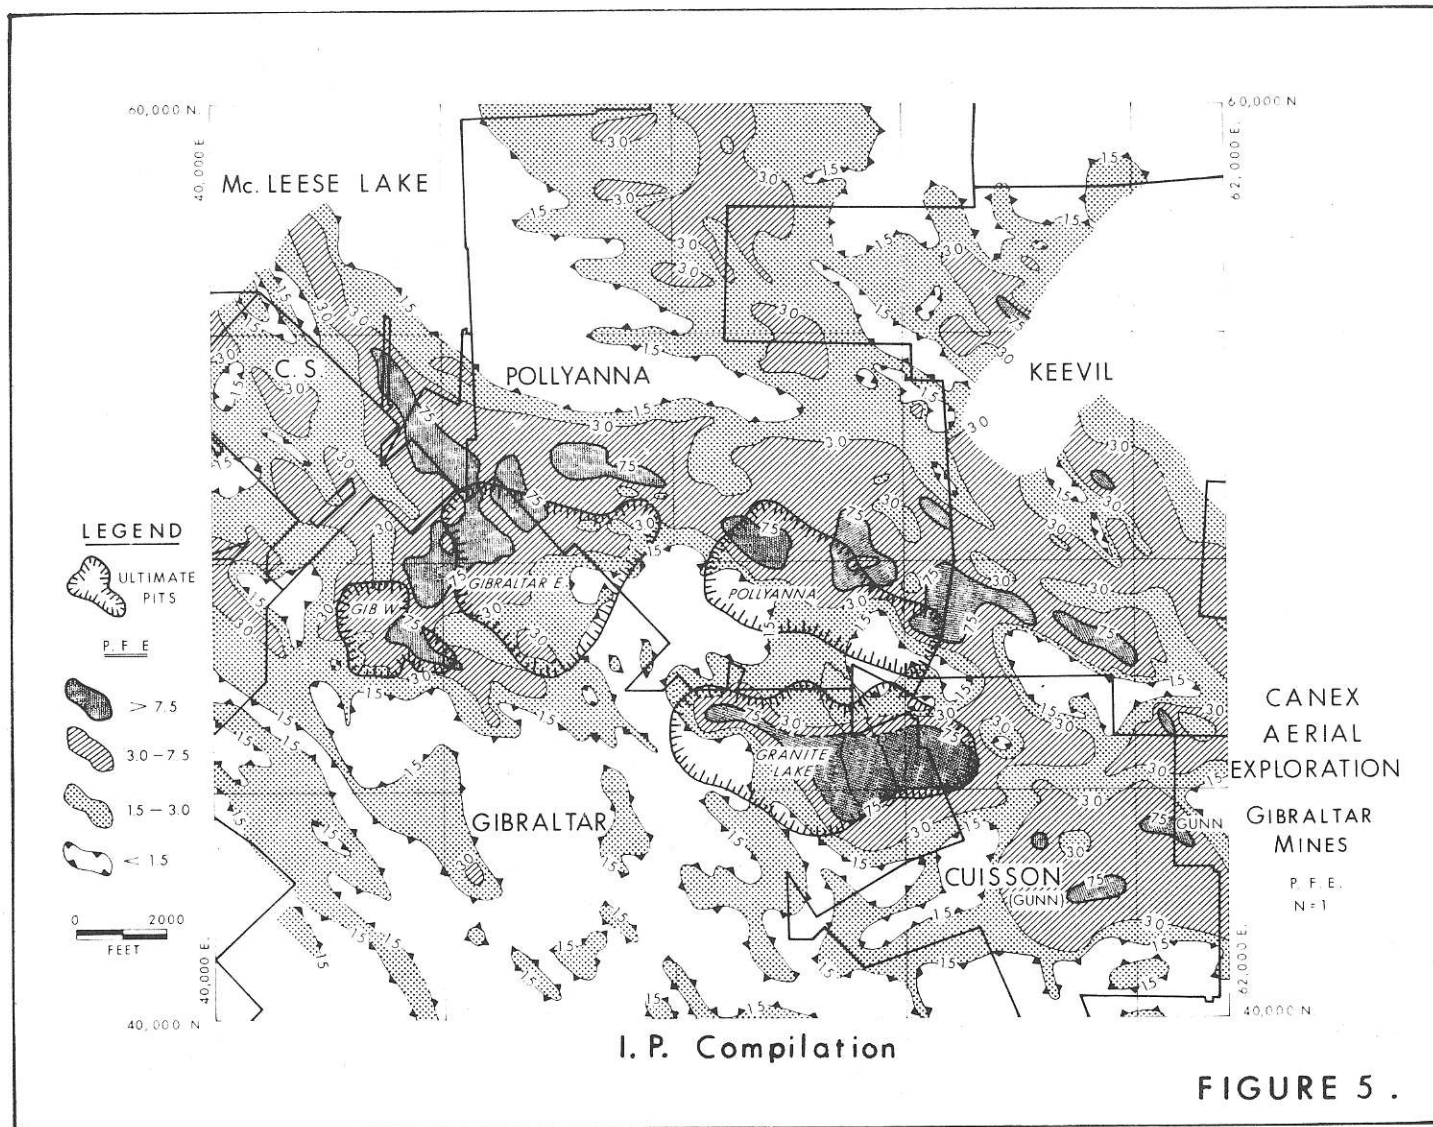 60,000 N.
60,000 N
40,000 E.
62,000 E.
Mc. LEESE LAKE
C. S.
POLLYANNA
KEEVIL
LEGEND
ULTIMATE
PITS
P. F. E
> 7.5
3.0 – 7.5
1.5 – 3.0
< 1.5
0 2000
FEET
GIB W
GIBRALTAR E
POLLYANNA
GRANITE
LAKE
GIBRALTAR
CUISSON
(GUNN)
GUNN
CANEX
AERIAL
EXPLORATION
GIBRALTAR
MINES
P. F. E.
N = 1
40,000 E.
62,000 E.
40,000 N
40,000 N.
I. P. Compilation
FIGURE 5 .